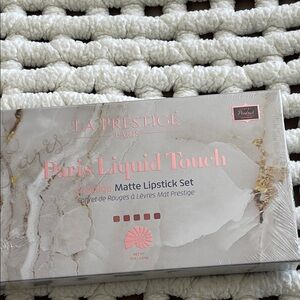 LA PRESTIGE
PARIS
Paris Liquid Touch
Matte Lipstick Set
Coffret de Rouges à Lèvres Mat Prestige